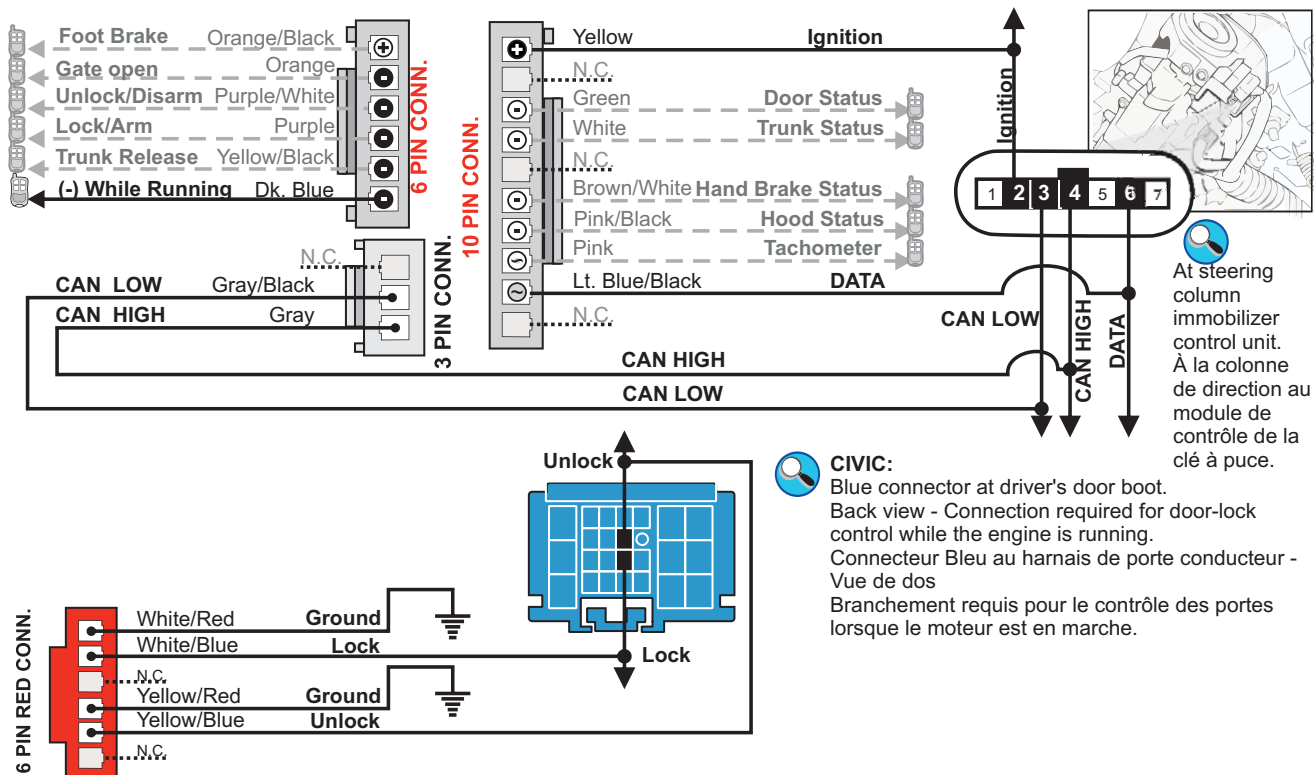 Foot Brake Orange/Black
Gate open Orange
Unlock/Disarm Purple/White
Lock/Arm Purple
Trunk Release Yellow/Black
(-) While Running Dk. Blue
6 PIN CONN.
N.C.
CAN LOW Gray/Black
CAN HIGH Gray
3 PIN CONN.
10 PIN CONN.
Yellow Ignition
N.C.
Green Door Status
White Trunk Status
N.C.
Brown/White Hand Brake Status
Pink/Black Hood Status
Pink Tachometer
Lt. Blue/Black DATA
N.C.
Ignition
1 2 3 4 5 6 7
CAN LOW
CAN HIGH
DATA
CAN HIGH
CAN LOW
At steering
column
immobilizer
control unit.
À la colonne
de direction au
module de
contrôle de la
clé à puce.
Unlock
Lock
CIVIC:
Blue connector at driver's door boot.
Back view - Connection required for door-lock
control while the engine is running.
Connecteur Bleu au harnais de porte conducteur -
Vue de dos
Branchement requis pour le contrôle des portes
lorsque le moteur est en marche.
6 PIN RED CONN.
White/Red Ground
White/Blue Lock
N.C.
Yellow/Red Ground
Yellow/Blue Unlock
N.C.